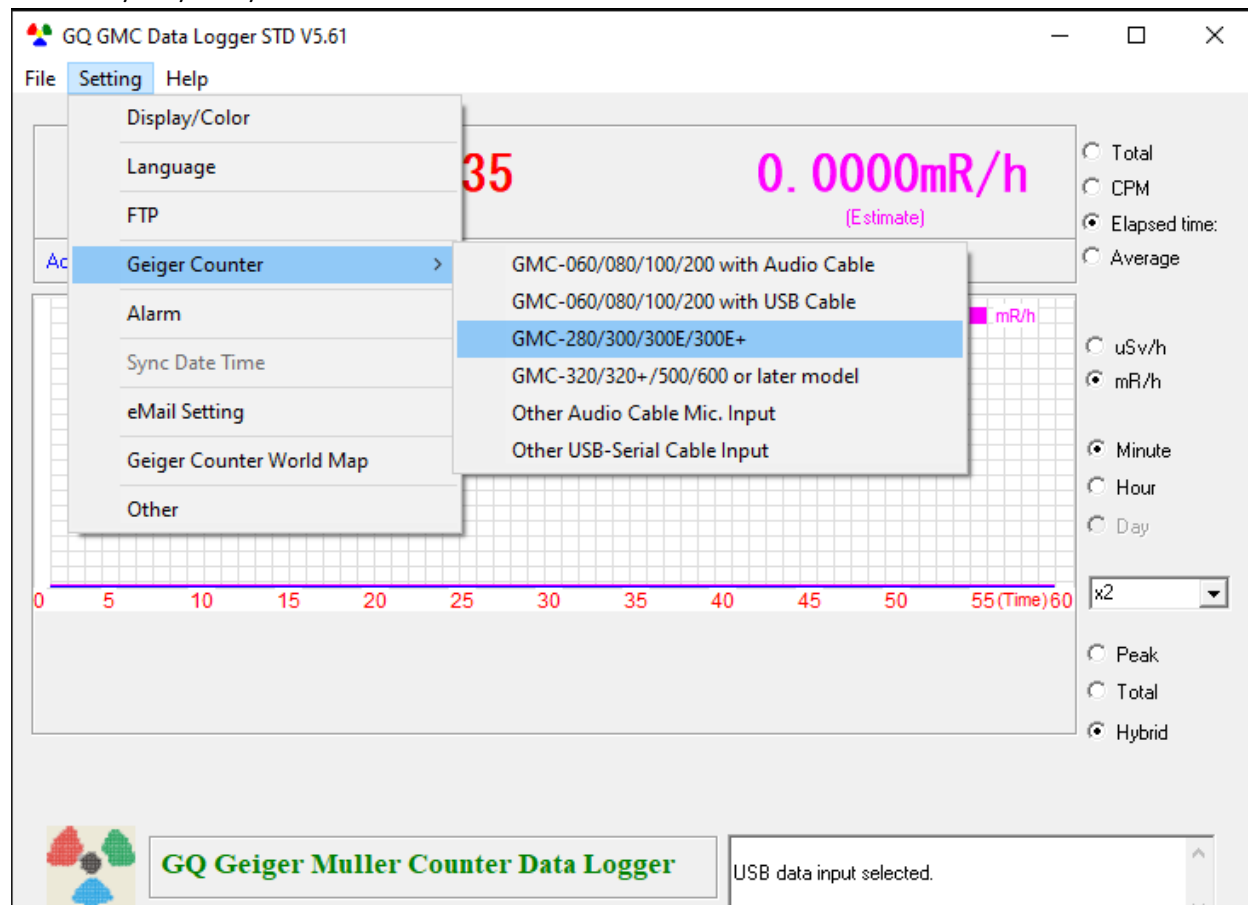 GQ GMC Data Logger STD V5.61
File Setting Help
Display/Color
Language
FTP
Geiger Counter >
Alarm
Sync Date Time
eMail Setting
Geiger Counter World Map
Other
GMC-060/080/100/200 with Audio Cable
GMC-060/080/100/200 with USB Cable
GMC-280/300/300E/300E+
GMC-320/320+/500/600 or later model
Other Audio Cable Mic. Input
Other USB-Serial Cable Input
35
0.0000mR/h
(Estimate)
mR/h
0 5 10 15 20 25 30 35 40 45 50 55 (Time) 60
Total
CPM
Elapsed time:
Average
uSv/h
mR/h
Minute
Hour
Day
x2
Peak
Total
Hybrid
GQ Geiger Muller Counter Data Logger
USB data input selected.